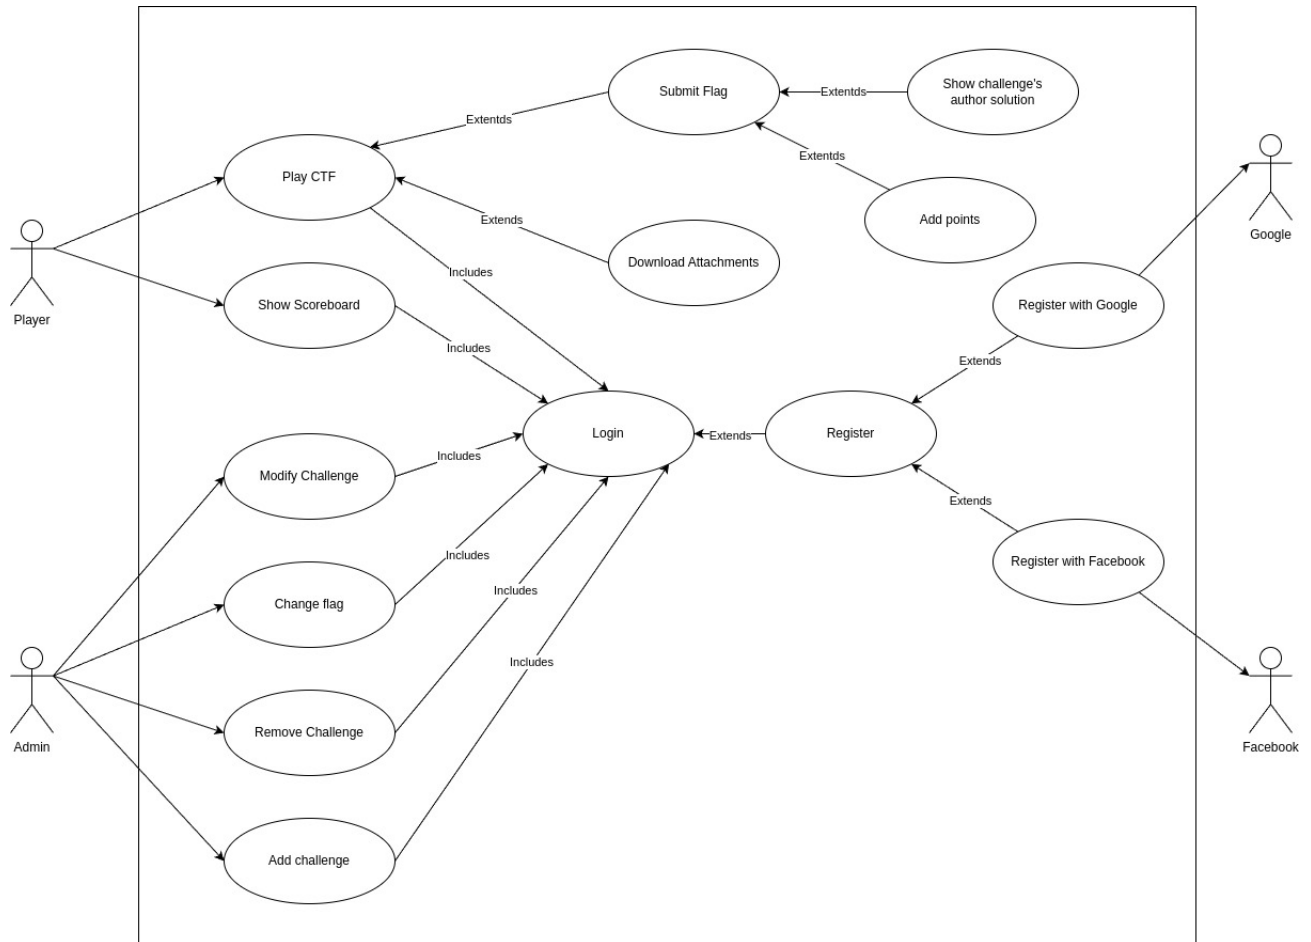 Submit Flag
Extentds
Show challenge's
author solution
Extentds
Play CTF
Extentds
Add points
Extends
Download Attachments
Google
Player
Show Scoreboard
Includes
Includes
Register with Google
Extends
Login
Extends
Register
Modify Challenge
Includes
Extends
Register with Facebook
Change flag
Includes
Includes
Remove Challenge
Includes
Admin
Facebook
Add challenge